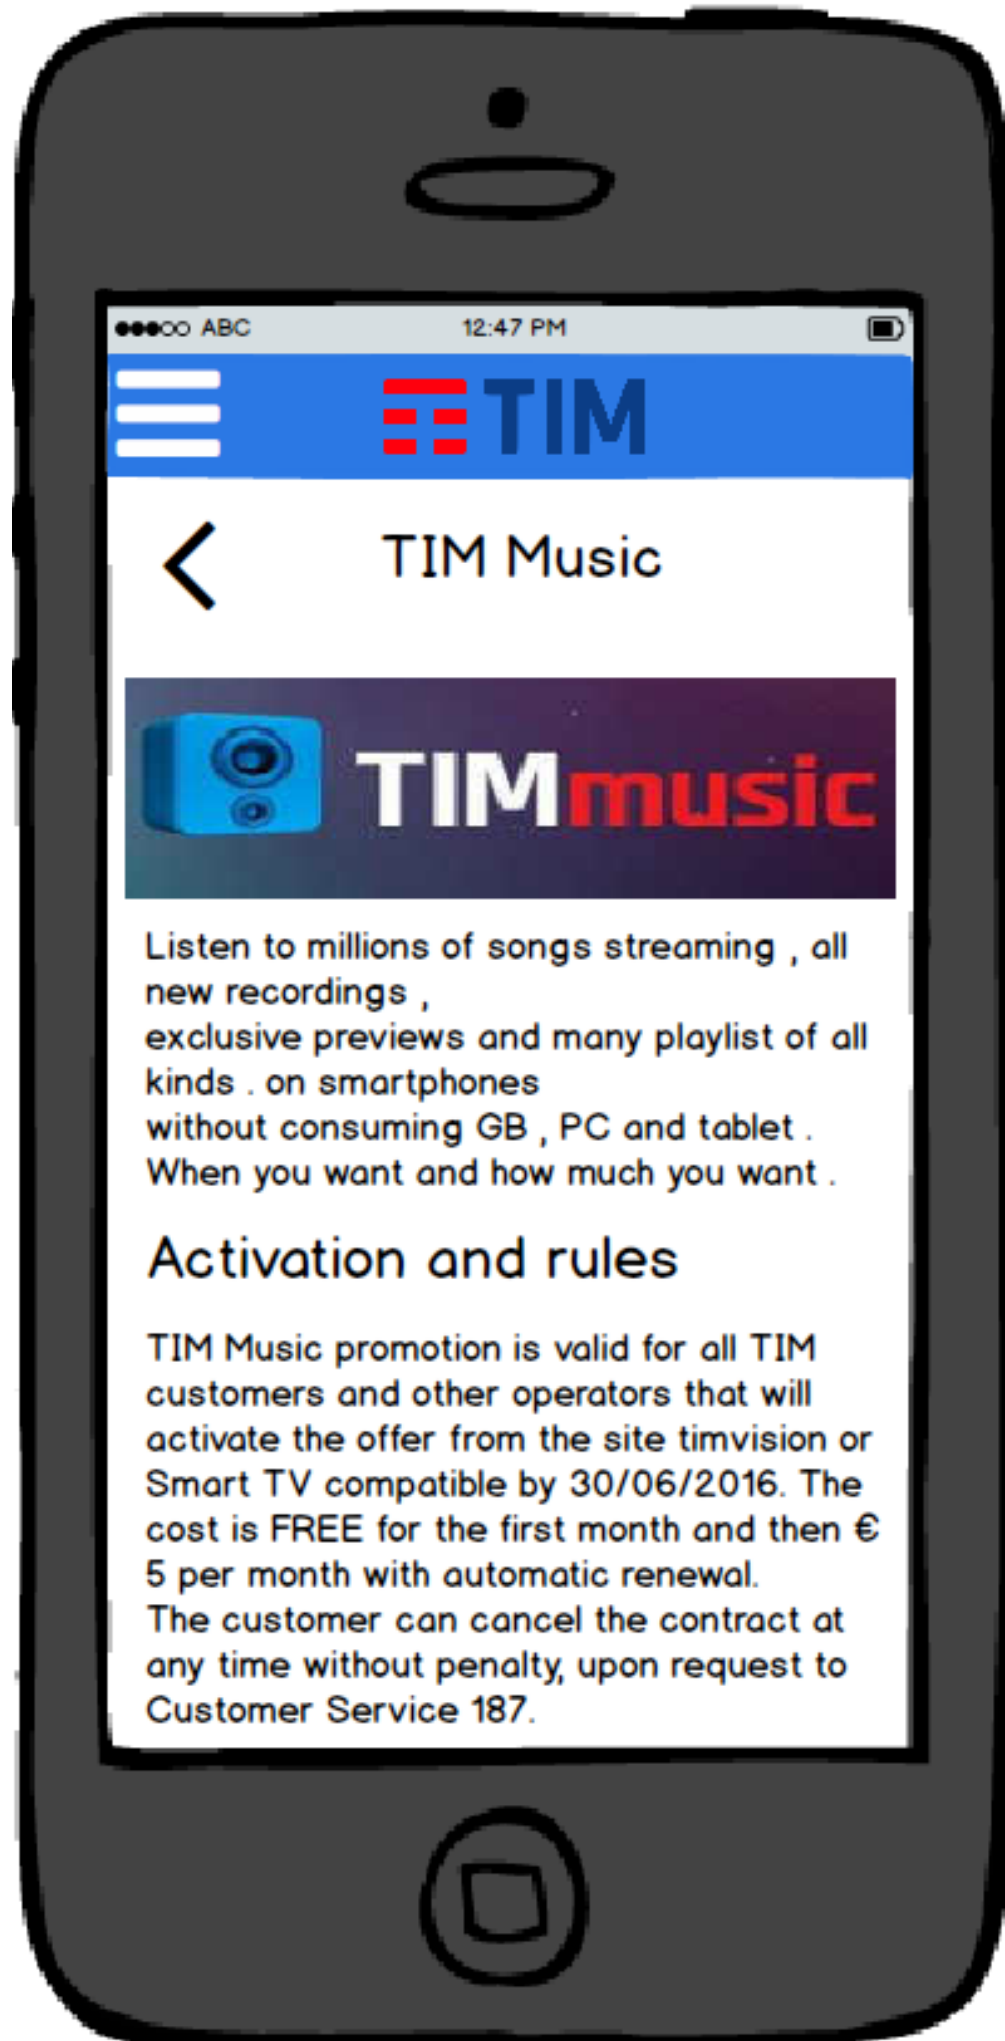 ABC 12:47 PM
TIM
TIM Music
TIMmusic
Listen to millions of songs streaming , all
new recordings ,
exclusive previews and many playlist of all
kinds . on smartphones
without consuming GB , PC and tablet .
When you want and how much you want .
Activation and rules
TIM Music promotion is valid for all TIM
customers and other operators that will
activate the offer from the site timvision or
Smart TV compatible by 30/06/2016. The
cost is FREE for the first month and then €
5 per month with automatic renewal.
The customer can cancel the contract at
any time without penalty, upon request to
Customer Service 187.